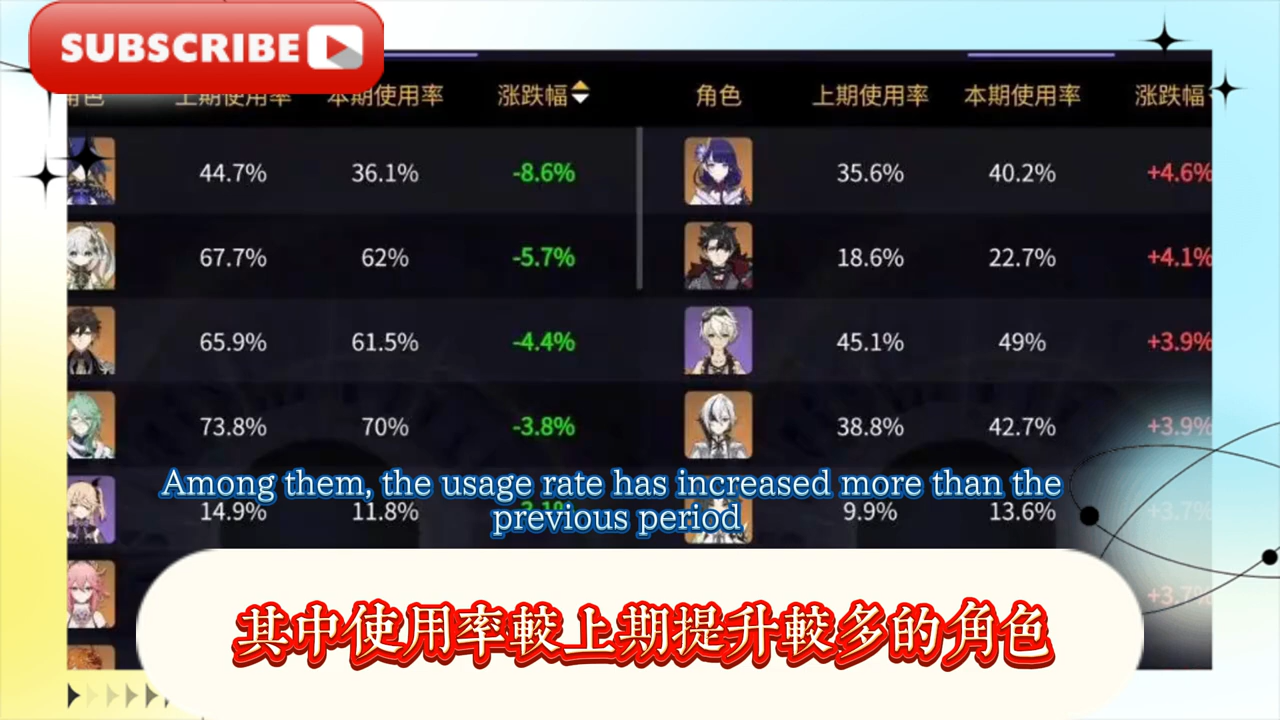 SUBSCRIBE
角色 上期使用率 本期使用率 涨跌幅 角色 上期使用率 本期使用率 涨跌幅
44.7% 36.1% -8.6% 35.6% 40.2% +4.6%
67.7% 62% -5.7% 18.6% 22.7% +4.1%
65.9% 61.5% -4.4% 45.1% 49% +3.9%
73.8% 70% -3.8% 38.8% 42.7% +3.9%
Among them, the usage rate has increased more than the
14.9% 11.8% 9.9% 13.6% +3.7%
previous period
+3.7%
其中使用率較上期提升較多的角色